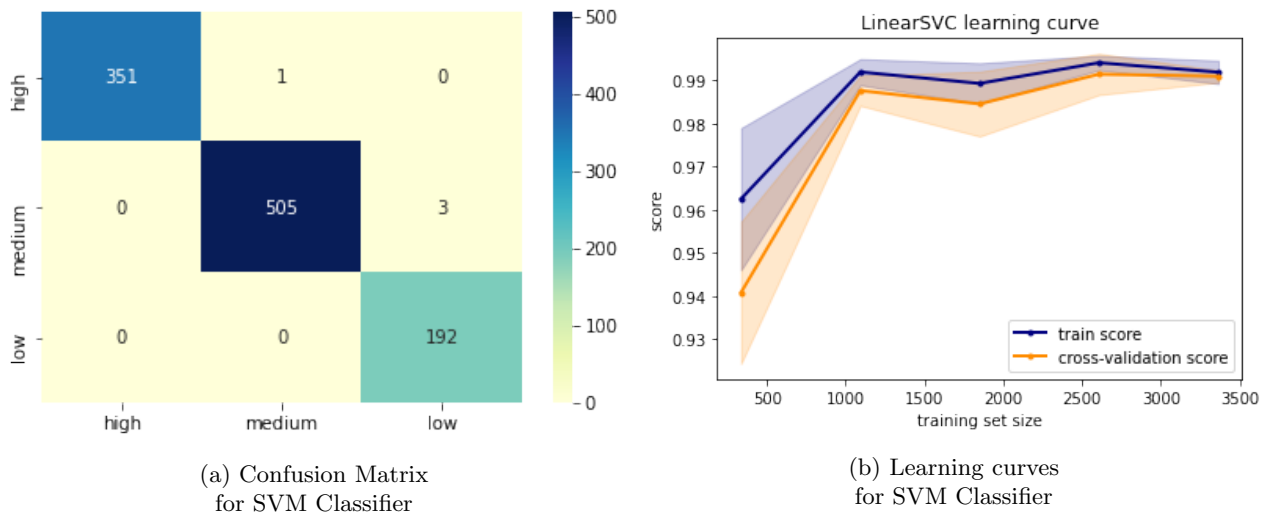 high
351
1
0
medium
0
505
3
low
0
0
192
high medium low
500
400
300
200
100
0
(a) Confusion Matrix
for SVM Classifier
LinearSVC learning curve
score
0.99
0.98
0.97
0.96
0.95
0.94
0.93
train score
cross-validation score
500 1000 1500 2000 2500 3000 3500
training set size
(b) Learning curves
for SVM Classifier